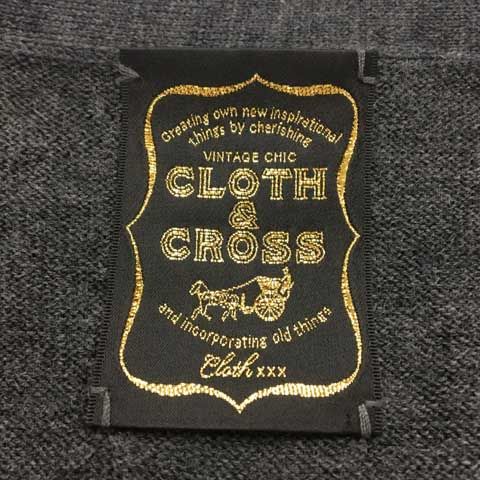 Creating own new inspirational
things by cherishing
VINTAGE CHIC
CLOTH
&
CROSS
and incorporating old things
Cloth xxx